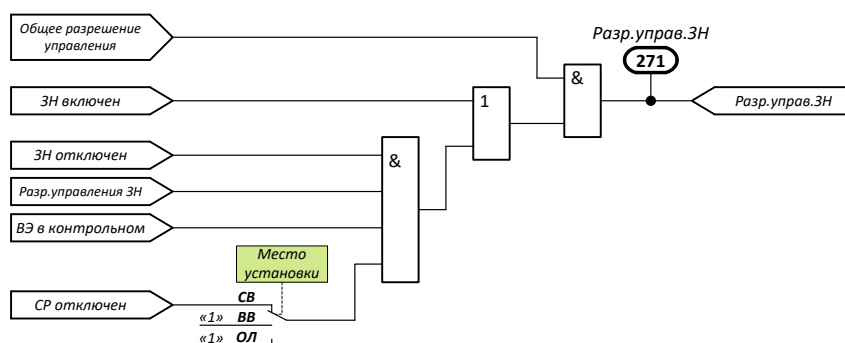 Общее разрешение
управления
Разр.управ.ЗН
271
&
ЗН включен
1
Разр.управ.ЗН
ЗН отключен
&
Разр.управления ЗН
ВЭ в контрольном
Место
установки
СР отключен
СВ
«1» ВВ
«1» ОЛ